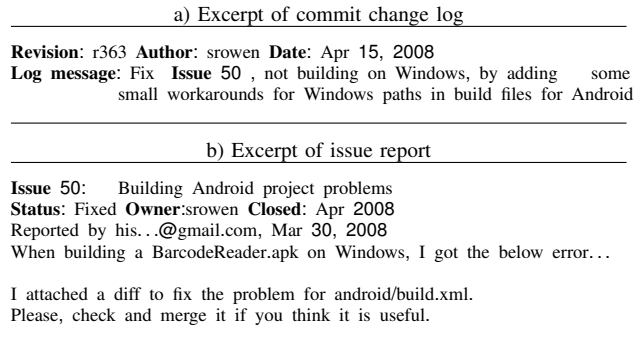 a) Excerpt of commit change log
Revision: r363 Author: srowen Date: Apr 15, 2008
Log message: Fix Issue 50 , not building on Windows, by adding some
small workarounds for Windows paths in build files for Android
b) Excerpt of issue report
Issue 50: Building Android project problems
Status: Fixed Owner:srowen Closed: Apr 2008
Reported by his...@gmail.com, Mar 30, 2008
When building a BarcodeReader.apk on Windows, I got the below error...
I attached a diff to fix the problem for android/build.xml.
Please, check and merge it if you think it is useful.